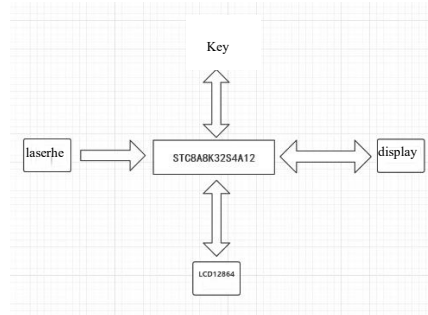 Key
laserhe
STC8A8K32S4A12
display
LCD12864